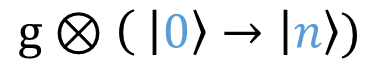 g ⊗ ( |0⟩ → |n⟩)